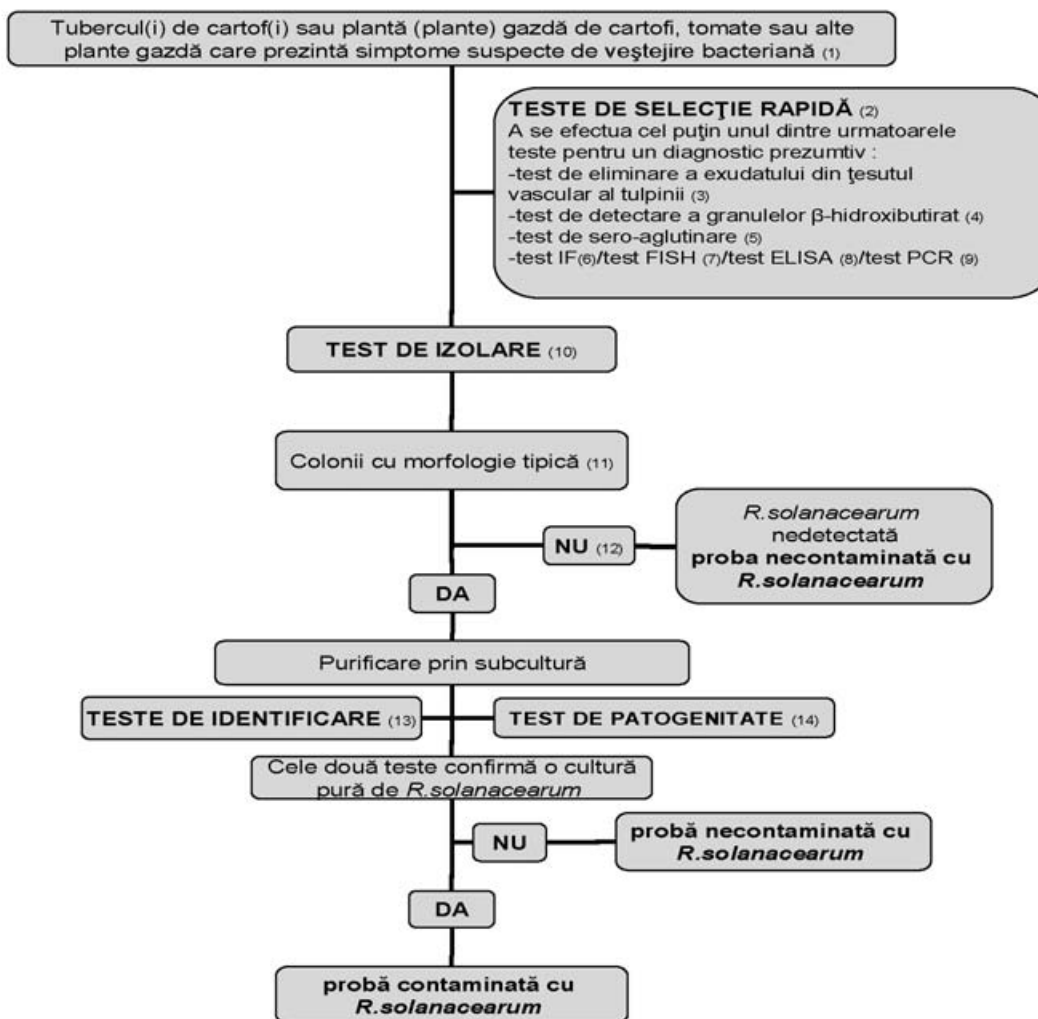 Tubercul(i) de cartof(i) sau plantă (plante) gazdă de cartofi, tomate sau alte
plante gazdă care prezintă simptome suspecte de veştejire bacteriană (1)
TESTE DE SELECŢIE RAPIDĂ (2)
A se efectua cel puţin unul dintre urmatoarele
teste pentru un diagnostic prezumtiv :
-test de eliminare a exudatului din ţesutul
vascular al tulpinii (3)
-test de detectare a granulelor β-hidroxibutirat (4)
-test de sero-aglutinare (5)
-test IF(6)/test FISH (7)/test ELISA (8)/test PCR (9)
TEST DE IZOLARE (10)
Colonii cu morfologie tipică (11)
NU (12)
R.solanacearum
nedetectată
proba necontaminată cu
R.solanacearum
DA
Purificare prin subcultură
TESTE DE IDENTIFICARE (13)
TEST DE PATOGENITATE (14)
Cele două teste confirmă o cultură
pură de R.solanacearum
NU
probă necontaminată cu
R.solanacearum
DA
probă contaminată cu
R.solanacearum